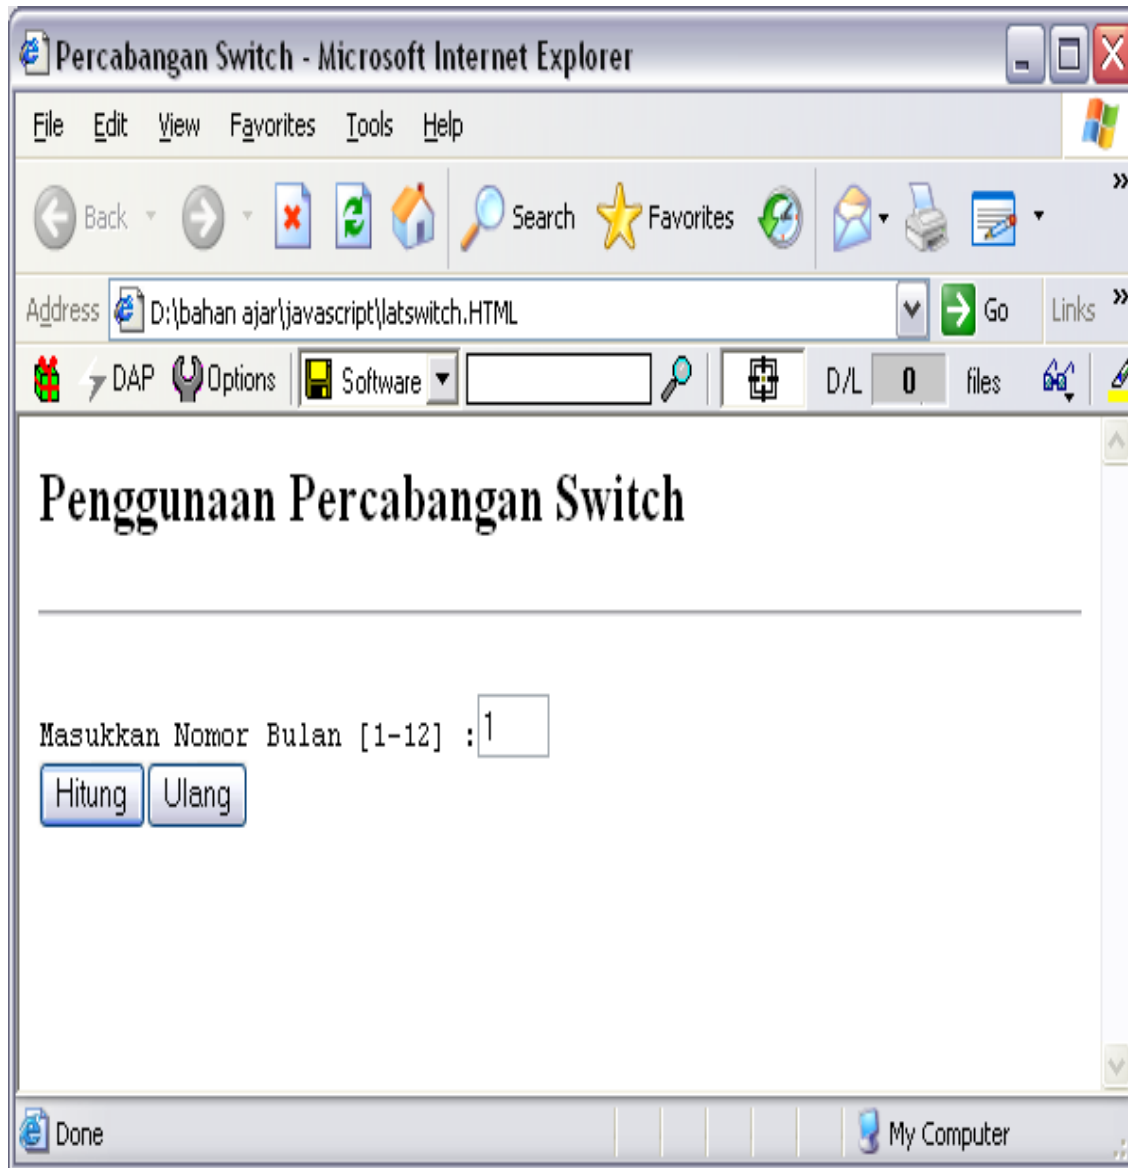 Percabangan Switch - Microsoft Internet Explorer
File Edit View Favorites Tools Help
Back Search Favorites »
Address D:\bahan ajar\javascript\latswitch.HTML Go Links »
DAP Options Software D/L 0 files
Penggunaan Percabangan Switch
Masukkan Nomor Bulan [1-12] :1
Hitung Ulang
Done My Computer